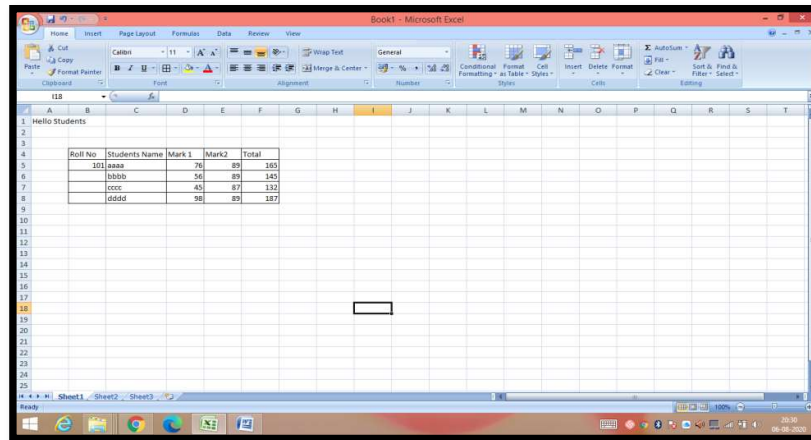 Book1 - Microsoft Excel
Home Insert Page Layout Formulas Data Review View
Cut
Copy
Format Painter
Paste
Clipboard
Calibri 11
B I U
Font
Wrap Text
Merge & Center
Alignment
General
Number
Conditional Formatting
Format as Table
Cell Styles
Styles
Insert Delete Format
Cells
AutoSum
Fill
Clear
Sort & Filter
Find & Select
Editing
I18 fx
A B C D E F G H I J K L M N O P Q R S T
1 Hello Students
2
3
4 Roll No Students Name Mark 1 Mark2 Total
5 101 aaaa 76 89 165
6 bbbb 56 89 145
7 cccc 45 87 132
8 dddd 98 89 187
9
10
11
12
13
14
15
16
17
18
19
20
21
22
23
24
25
Sheet1 Sheet2 Sheet3
Ready 100%
20:30
06-08-2020